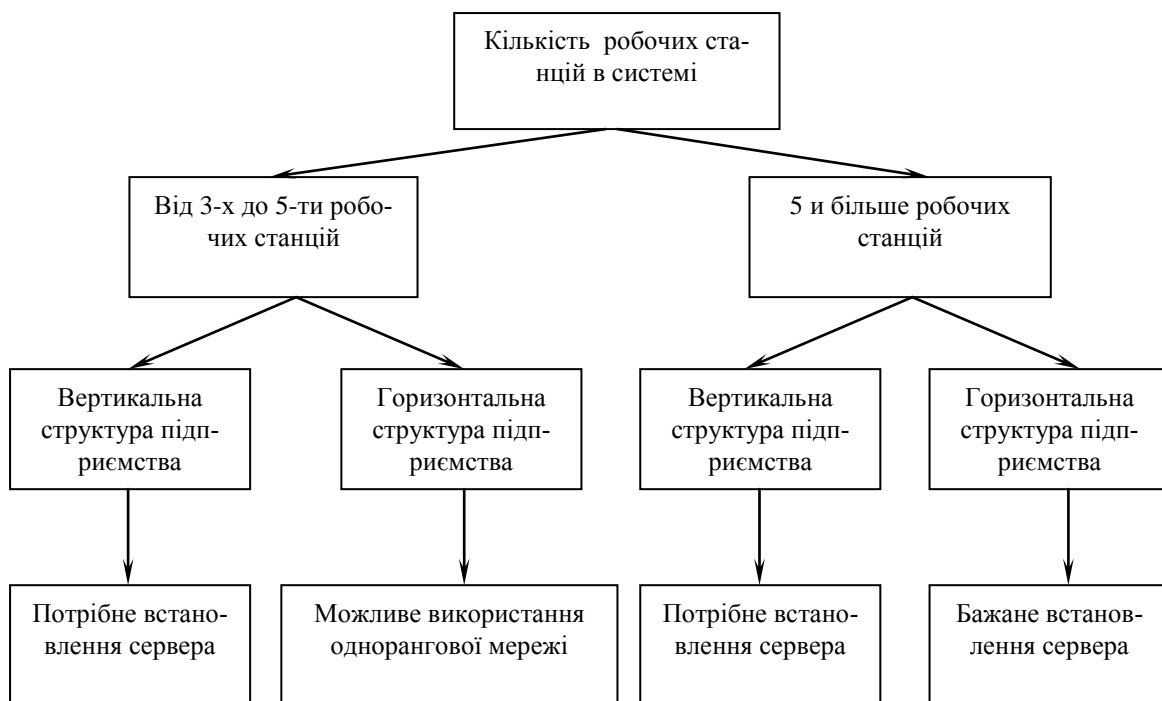 Кількість робочих ста-
нцій в системі
Від 3-х до 5-ти робо-
чих станцій
5 и більше робочих
станцій
Вертикальна
структура підп-
риємства
Горизонтальна
структура підп-
риємства
Вертикальна
структура підп-
риємства
Горизонтальна
структура підп-
риємства
Потрібне встано-
влення сервера
Можливе використання
однорангової мережі
Потрібне встано-
влення сервера
Бажане встанов-
лення сервера